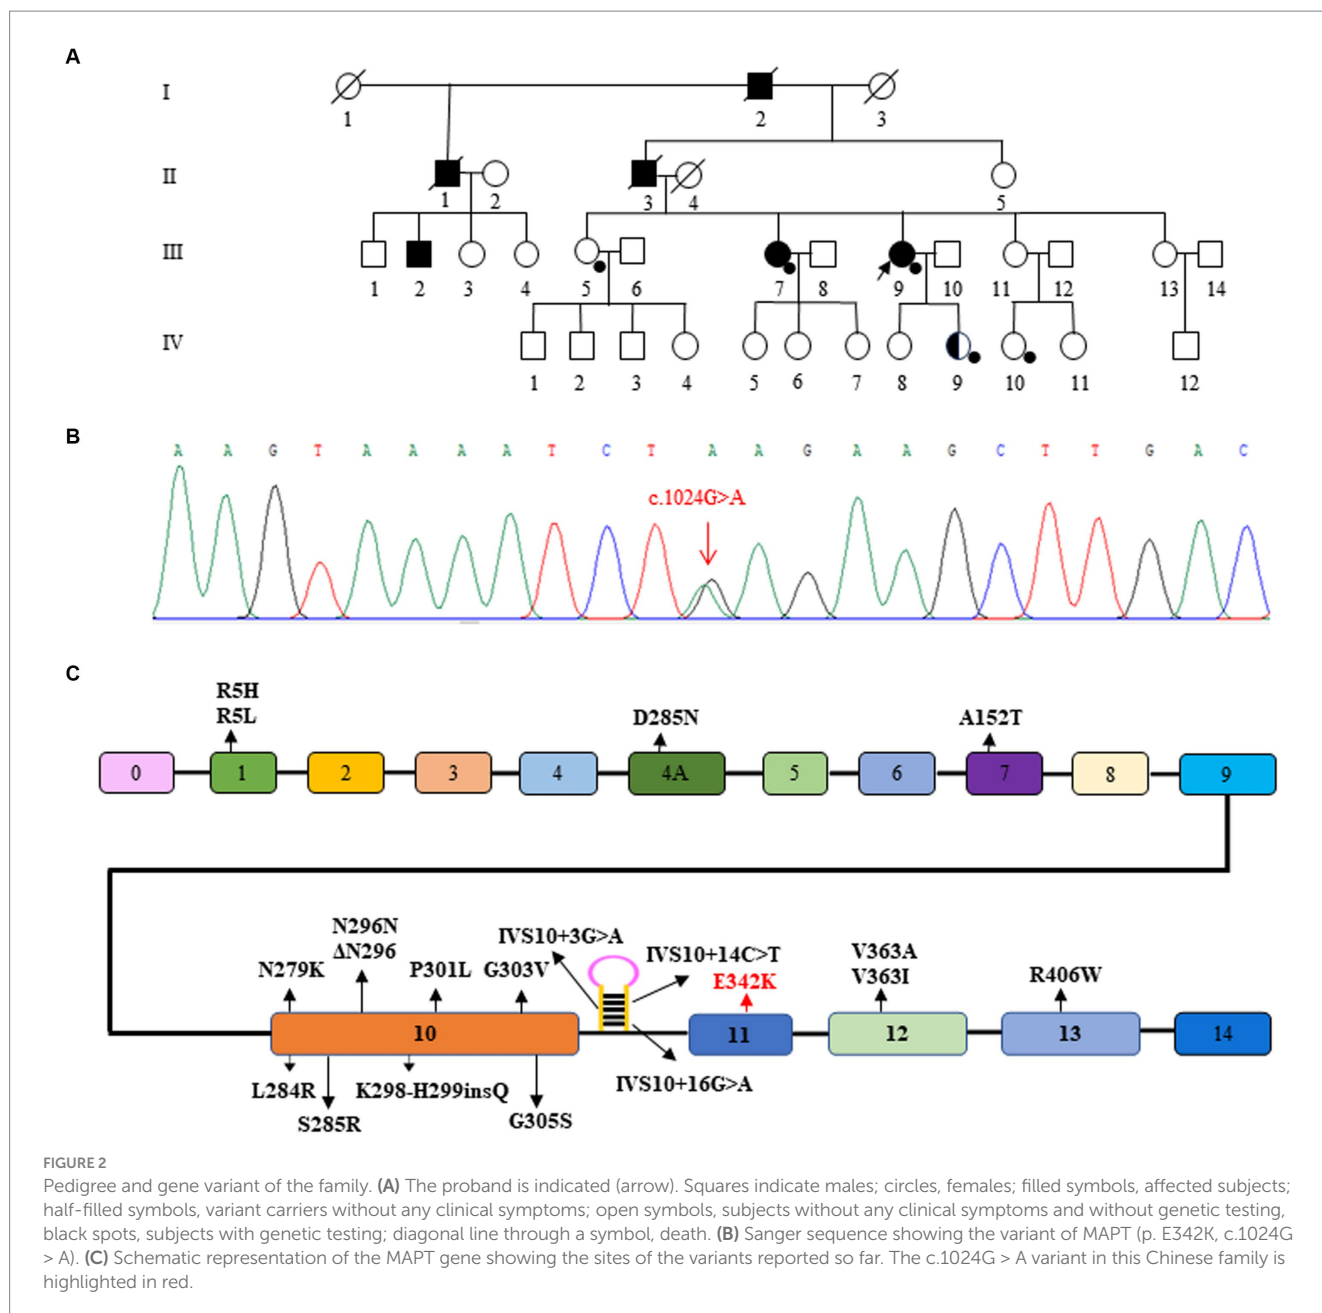 A
I
1
2
3
II
1
2
3
4
5
III
1
2
3
4
5
6
7
8
9
10
11
12
13
14
IV
1
2
3
4
5
6
7
8
9
10
11
12
B
A A G T A A A A T C T A A G A A G C T T G A C
c.1024G>A
C
R5H
R5L
D285N
A152T
0
1
2
3
4
4A
5
6
7
8
9
N296N
ΔN296
N279K
P301L
G303V
IVS10+3G>A
IVS10+14C>T
E342K
V363A
V363I
R406W
10
11
12
13
14
L284R
S285R
K298-H299insQ
G305S
IVS10+16G>A
FIGURE 2
Pedigree and gene variant of the family. (A) The proband is indicated (arrow). Squares indicate males; circles, females; filled symbols, affected subjects;
half-filled symbols, variant carriers without any clinical symptoms; open symbols, subjects without any clinical symptoms and without genetic testing,
black spots, subjects with genetic testing; diagonal line through a symbol, death. (B) Sanger sequence showing the variant of MAPT (p. E342K, c.1024G
> A). (C) Schematic representation of the MAPT gene showing the sites of the variants reported so far. The c.1024G > A variant in this Chinese family is
highlighted in red.